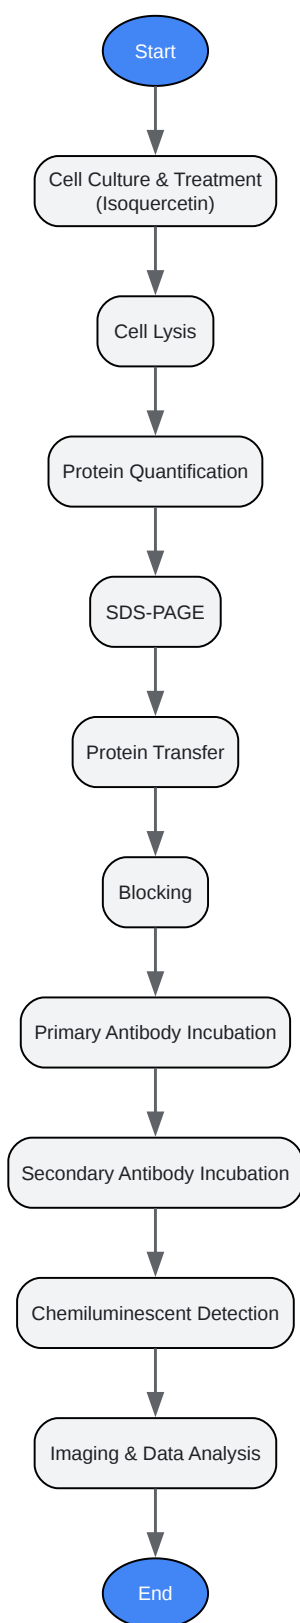 Start
Cell Culture & Treatment
(Isoquercetin)
Cell Lysis
Protein Quantification
SDS-PAGE
Protein Transfer
Blocking
Primary Antibody Incubation
Secondary Antibody Incubation
Chemiluminescent Detection
Imaging & Data Analysis
End